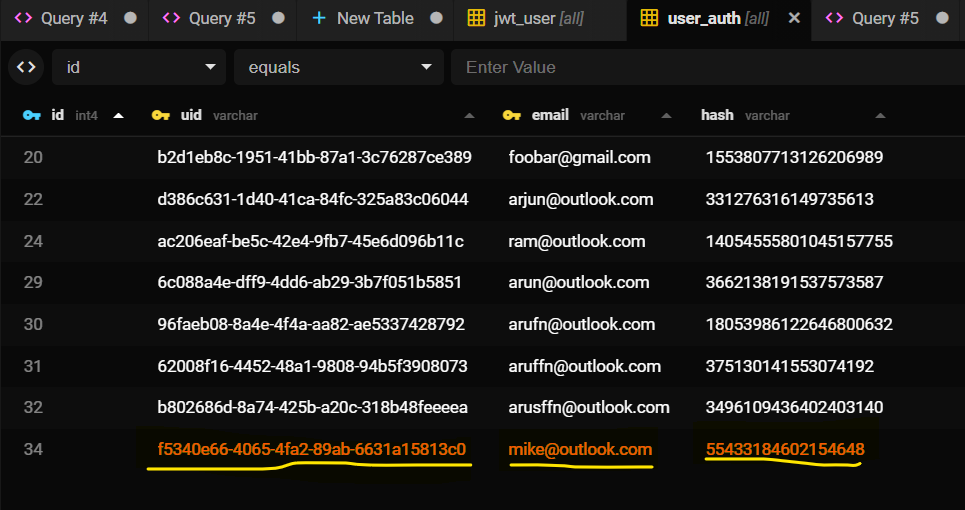 Query #4 Query #5 New Table jwt_user [all] user_auth [all] Query #5
id equals Enter Value
id int4 uid varchar email varchar hash varchar
20 b2d1eb8c-1951-41bb-87a1-3c76287ce389 foobar@gmail.com 1553807713126206989
22 d386c631-1d40-41ca-84fc-325a83c06044 arjun@outlook.com 331276316149735613
24 ac206eaf-be5c-42e4-9fb7-45e6d096b11c ram@outlook.com 14054555801045157755
29 6c088a4e-dff9-4dd6-ab29-3b7f051b5851 arun@outlook.com 3662138191537573587
30 96faeb08-8a4e-4f4a-aa82-ae5337428792 arufn@outlook.com 18053986122646800632
31 62008f16-4452-48a1-9808-94b5f3908073 aruffn@outlook.com 375130141553074192
32 b802686d-8a74-425b-a20c-318b48feeeea arusffn@outlook.com 3496109436402403140
34 f5340e66-4065-4fa2-89ab-6631a15813c0 mike@outlook.com 55433184602154648